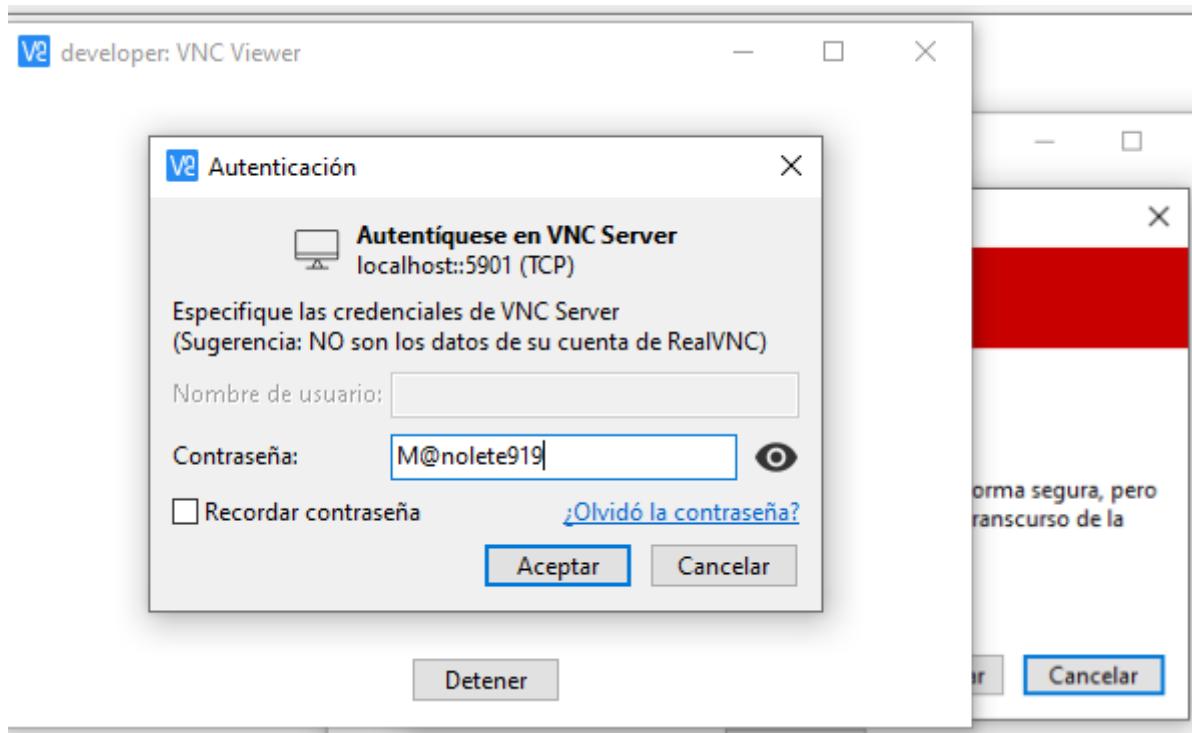 developer: VNC Viewer
Autenticación
Autentíquese en VNC Server
localhost::5901 (TCP)
Especifique las credenciales de VNC Server
(Sugerencia: NO son los datos de su cuenta de RealVNC)
Nombre de usuario:
Contraseña: M@nolete919
Recordar contraseña ¿Olvidó la contraseña?
Aceptar Cancelar
Detener
orma segura, pero
ranscurso de la
ar Cancelar